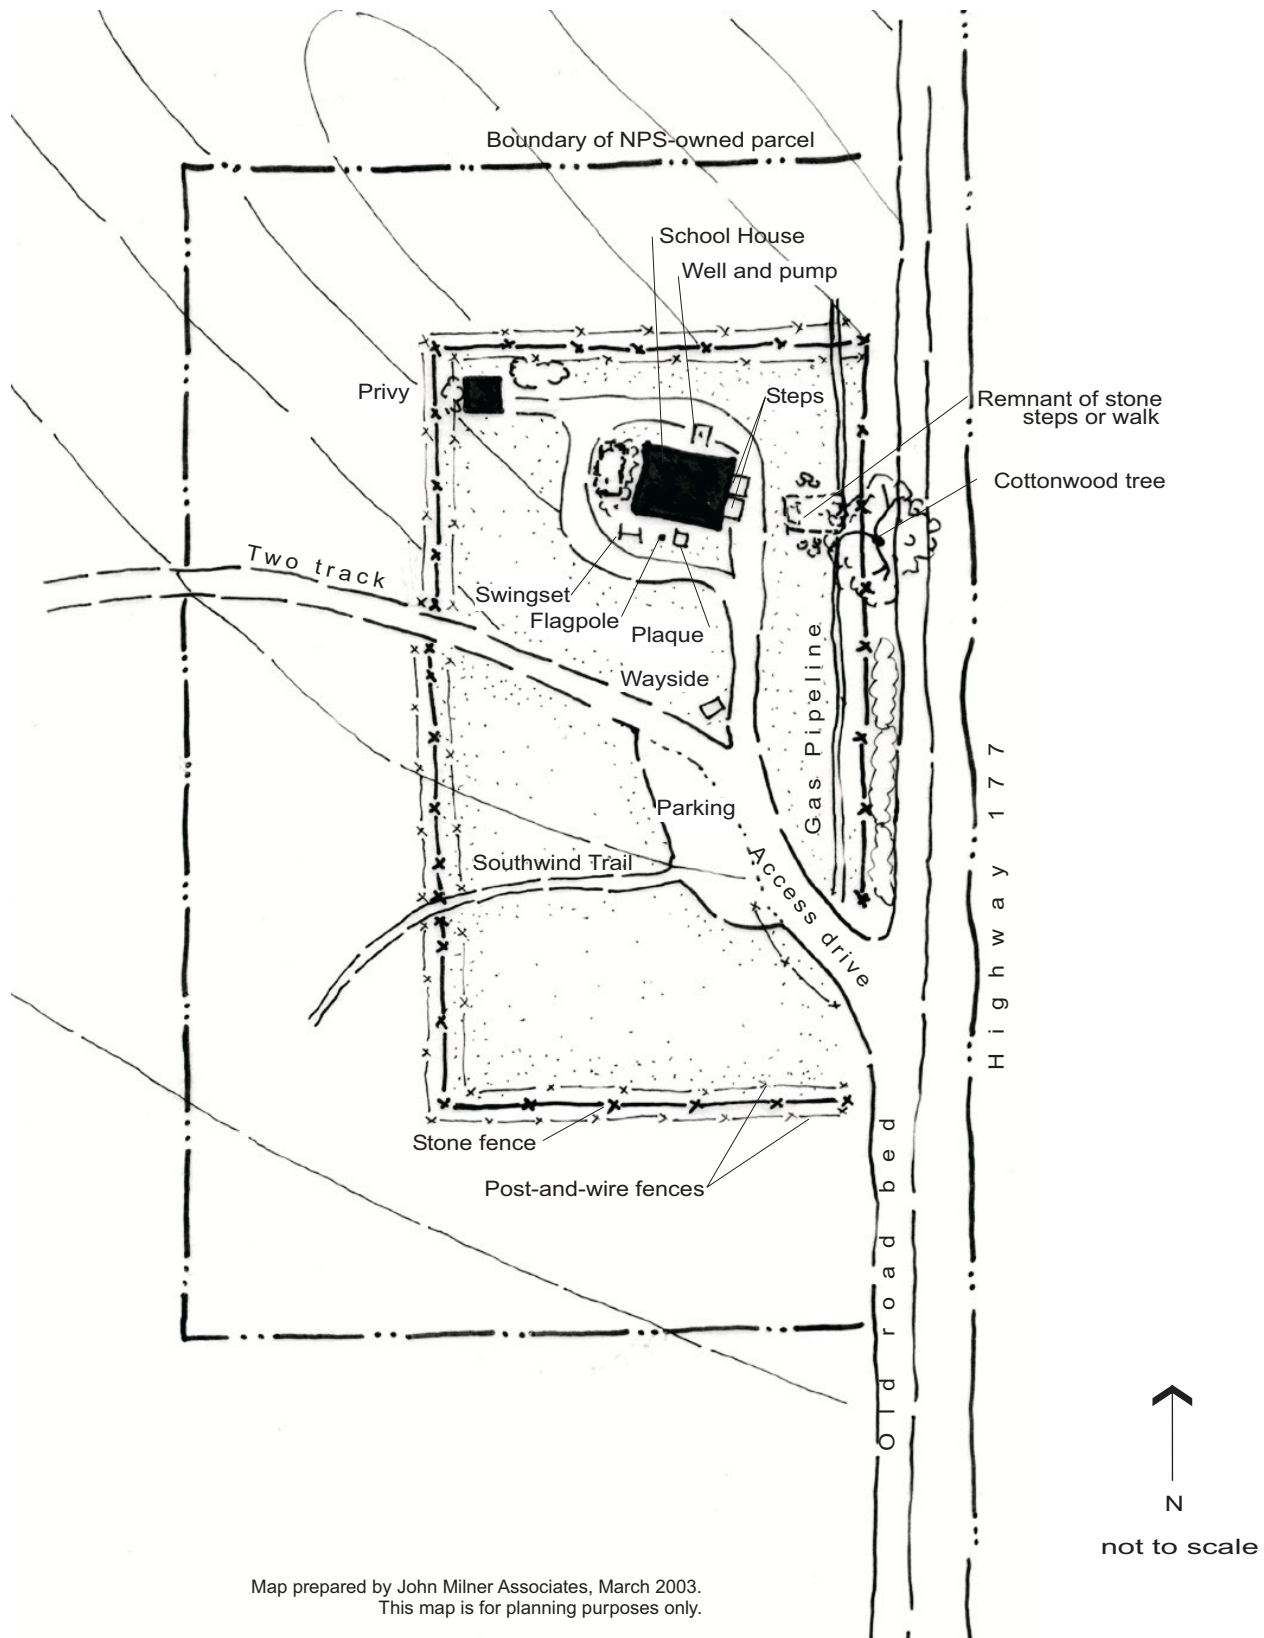 Boundary of NPS-owned parcel
School House
Well and pump
Privy
Steps
Remnant of stone
steps or walk
Cottonwood tree
Two track
Swingset
Flagpole
Plaque
Wayside
Gas Pipeline
Highway 177
Parking
Access drive
Southwind Trail
Stone fence
Post-and-wire fences
Old road bed
N
not to scale
Map prepared by John Milner Associates, March 2003.
This map is for planning purposes only.